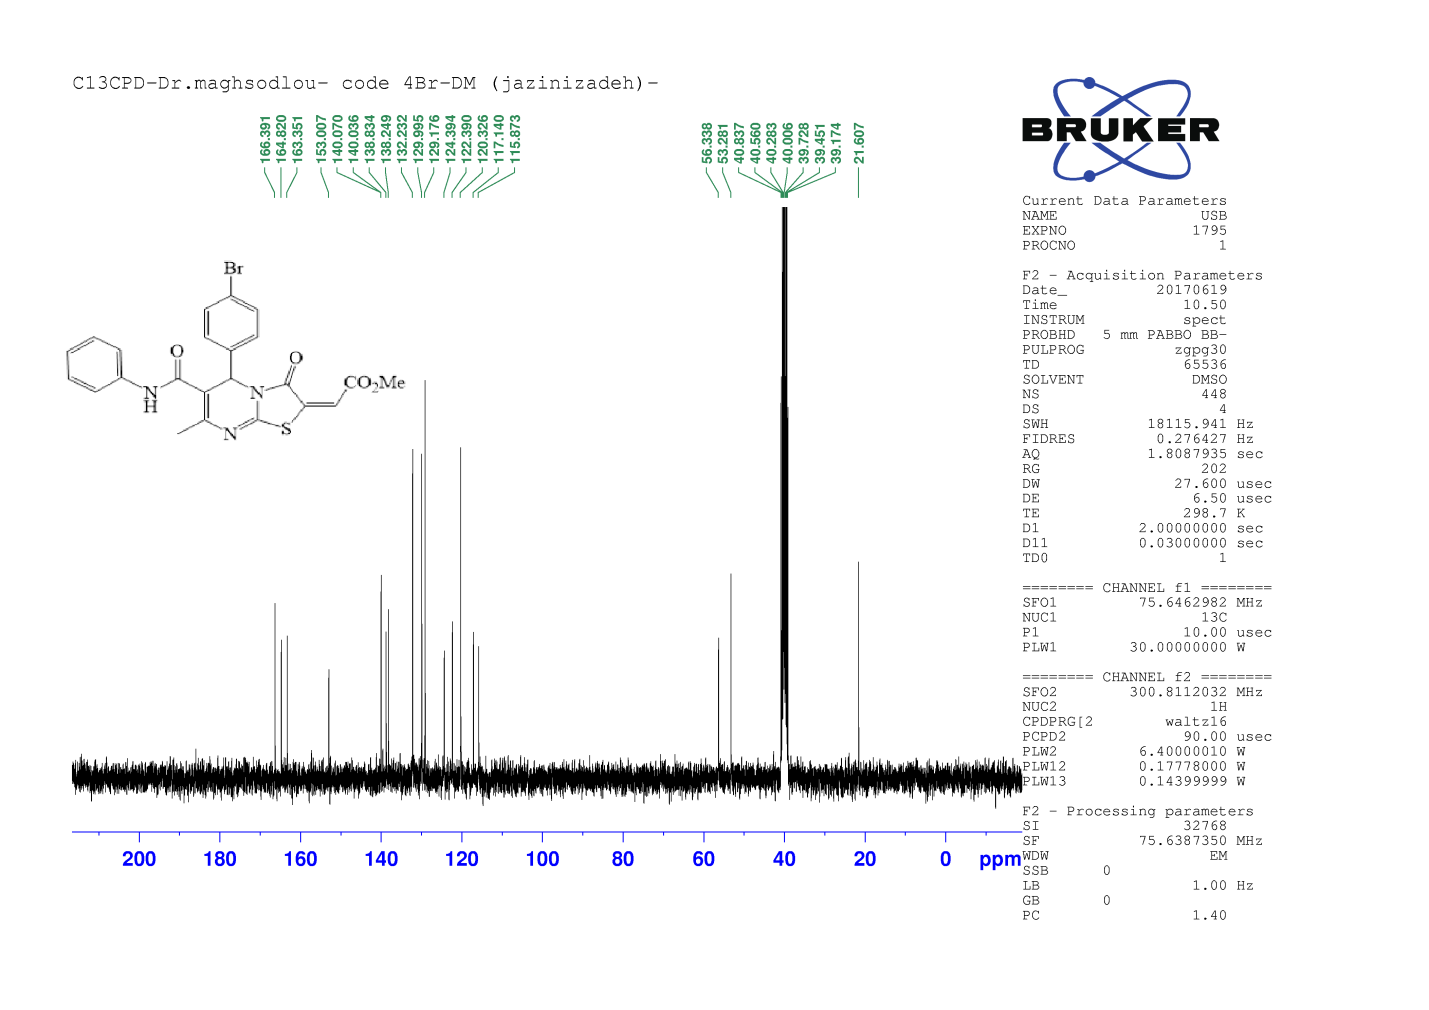 C13CPD-Dr.maghsodlou- code 4Br-DM (jazinizadeh)-
166.391
164.820
163.351
153.007
140.070
140.036
138.834
138.249
132.232
129.995
129.176
124.394
122.390
120.326
117.140
115.873
56.338
53.281
40.837
40.560
40.283
40.006
39.728
39.451
39.174
21.607
BRUKER
Br
O
O
N
H
N
CO2Me
N
S
200 180 160 140 120 100 80 60 40 20 0 ppm
Current Data Parameters
NAME USB
EXPNO 1795
PROCNO 1
F2 - Acquisition Parameters
Date_ 20170619
Time 10.50
INSTRUM spect
PROBHD 5 mm PABBO BB-
PULPROG zgpg30
TD 65536
SOLVENT DMSO
NS 448
DS 4
SWH 18115.941 Hz
FIDRES 0.276427 Hz
AQ 1.8087935 sec
RG 202
DW 27.600 usec
DE 6.50 usec
TE 298.7 K
D1 2.00000000 sec
D11 0.03000000 sec
TD0 1
======== CHANNEL f1 ========
SFO1 75.6462982 MHz
NUC1 13C
P1 10.00 usec
PLW1 30.00000000 W
======== CHANNEL f2 ========
SFO2 300.8112032 MHz
NUC2 1H
CPDPRG[2 waltz16
PCPD2 90.00 usec
PLW2 6.40000010 W
PLW12 0.17778000 W
PLW13 0.14399999 W
F2 - Processing parameters
SI 32768
SF 75.6387350 MHz
WDW EM
SSB 0
LB 1.00 Hz
GB 0
PC 1.40